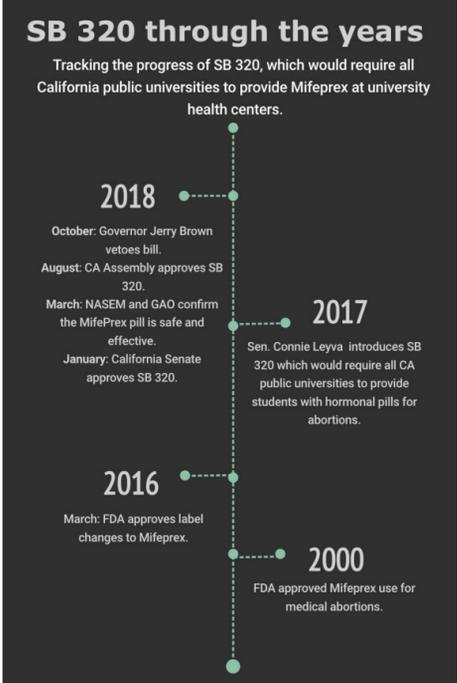 SB 320 through the years
Tracking the progress of SB 320, which would require all
California public universities to provide Mifeprex at university
health centers.
2018
October: Governor Jerry Brown
vetoes bill.
August: CA Assembly approves SB
320.
March: NASEM and GAO confirm
the MifePrex pill is safe and
effective.
January: California Senate
approves SB 320.
2017
Sen. Connie Leyva introduces SB
320 which would require all CA
public universities to provide
students with hormonal pills for
abortions.
2016
March: FDA approves label
changes to Mifeprex.
2000
FDA approved Mifeprex use for
medical abortions.